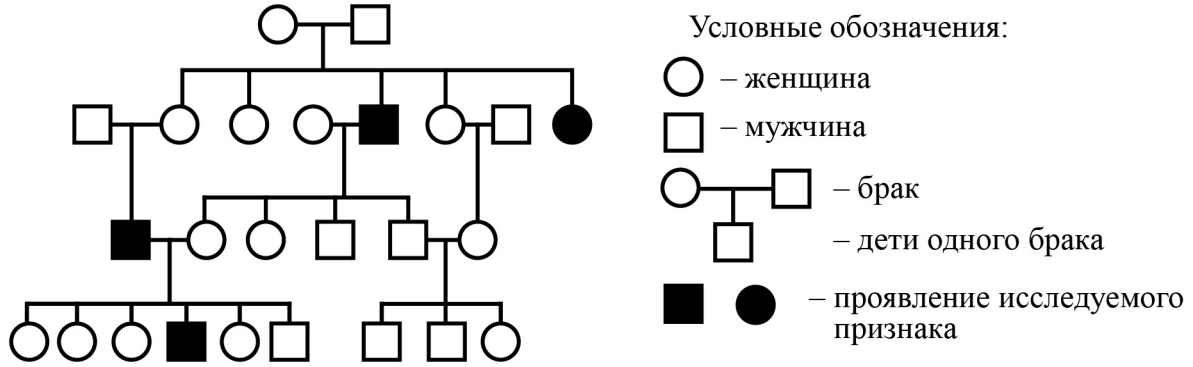 Условные обозначения:
– женщина
– мужчина
– брак
– дети одного брака
– проявление исследуемого
признака